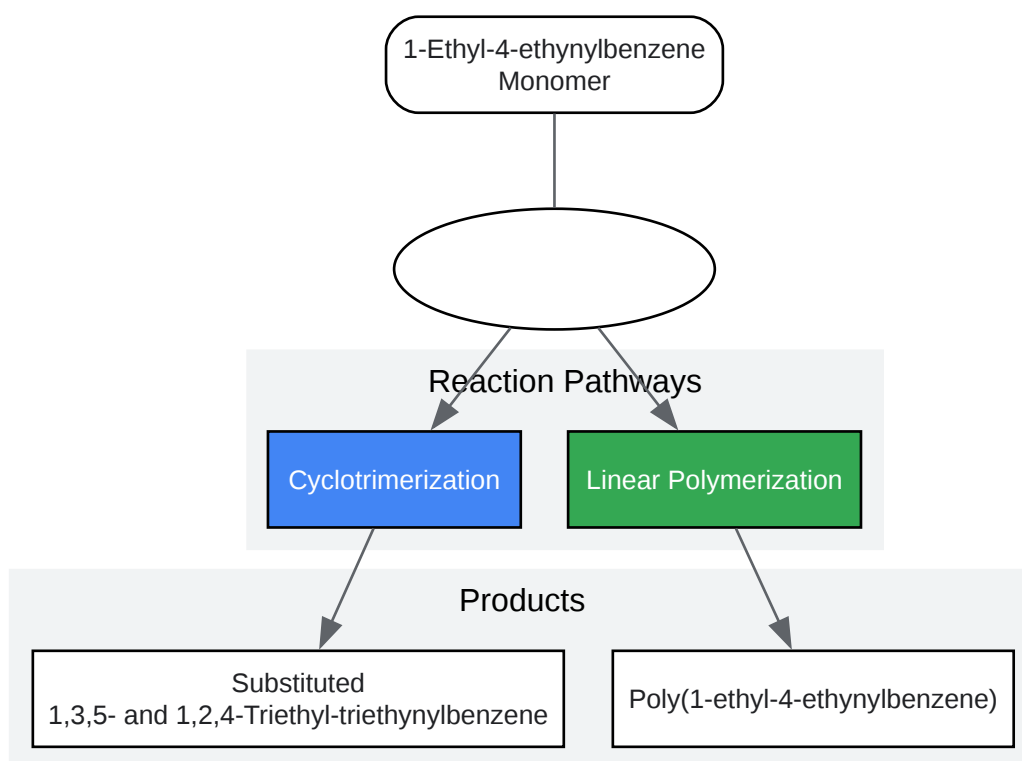 1-Ethyl-4-ethynylbenzene
Monomer
Reaction Pathways
Cyclotrimerization
Linear Polymerization
Products
Substituted
1,3,5- and 1,2,4-Triethyl-triethynylbenzene
Poly(1-ethyl-4-ethynylbenzene)